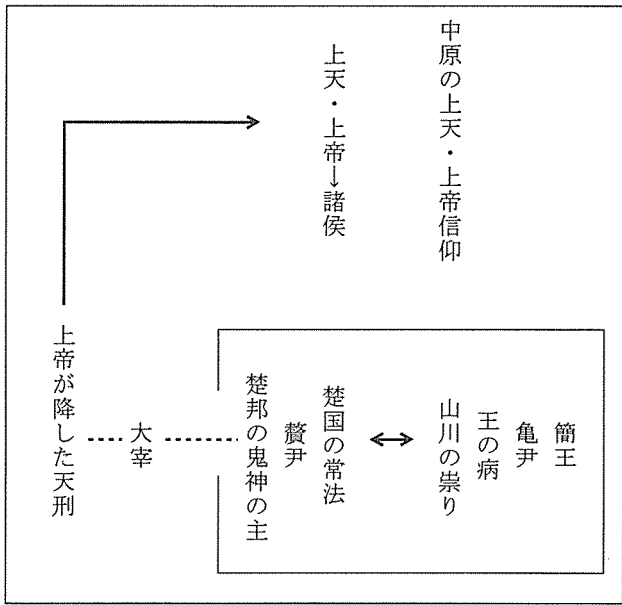 中原の上天・上帝信仰
上天・上帝→諸侯
簡王
亀尹
王の病
山川の祟り
楚国の常法
贅尹
楚邦の鬼神の主
大宰
上帝が降した天刑